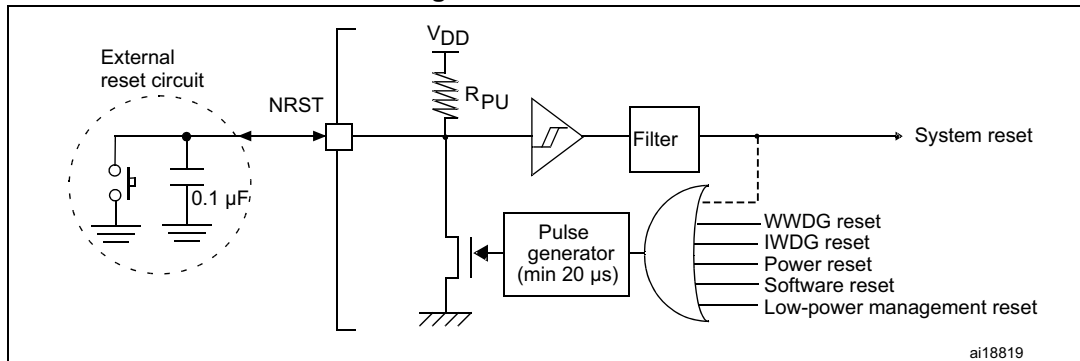 External
reset circuit
NRST
0.1 µF
VDD
RPU
Filter
System reset
Pulse
generator
(min 20 µs)
WWDG reset
IWDG reset
Power reset
Software reset
Low-power management reset
ai18819